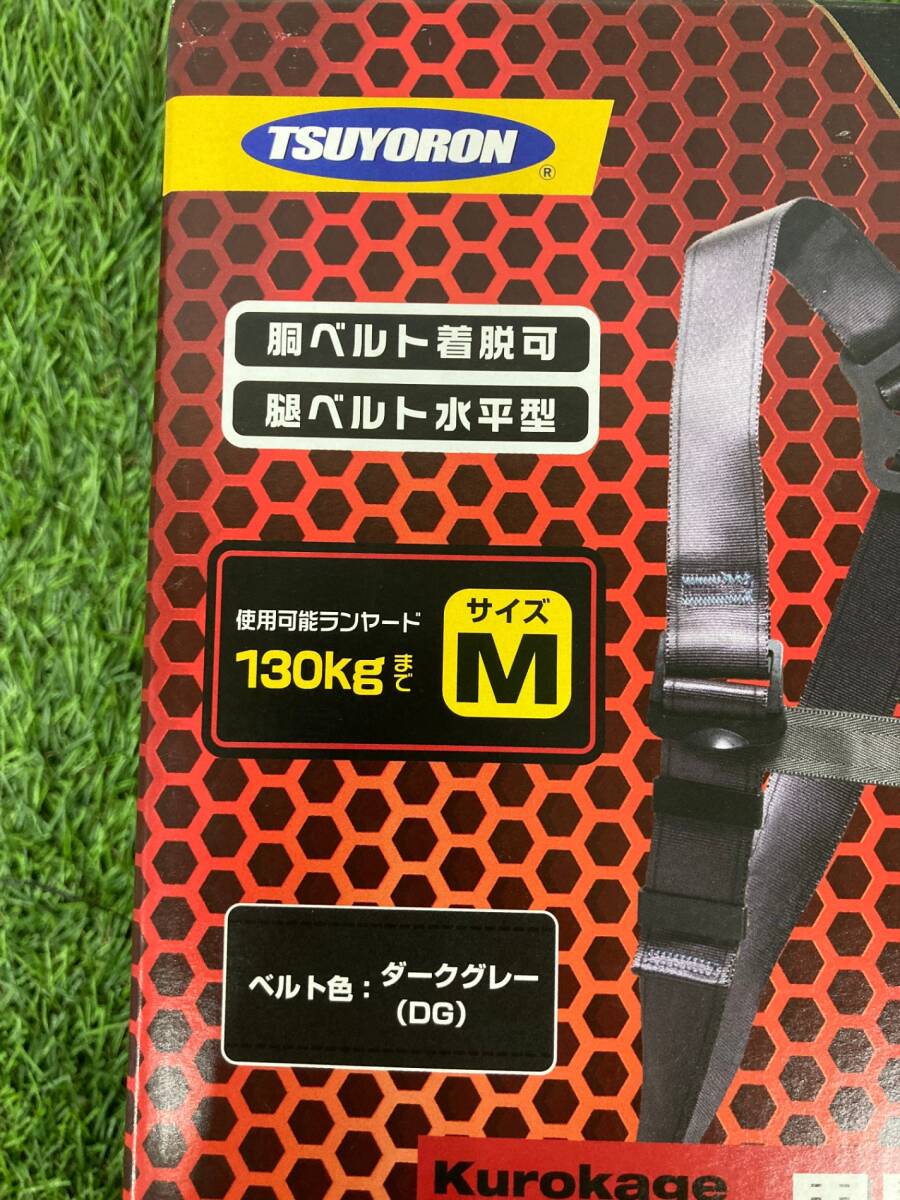 TSUYORON
®
胴ベルト着脱可
腿ベルト水平型
使用可能ランヤード
130kgまで
サイズ
M
ベルト色：ダークグレー
(DG)
Kurokage